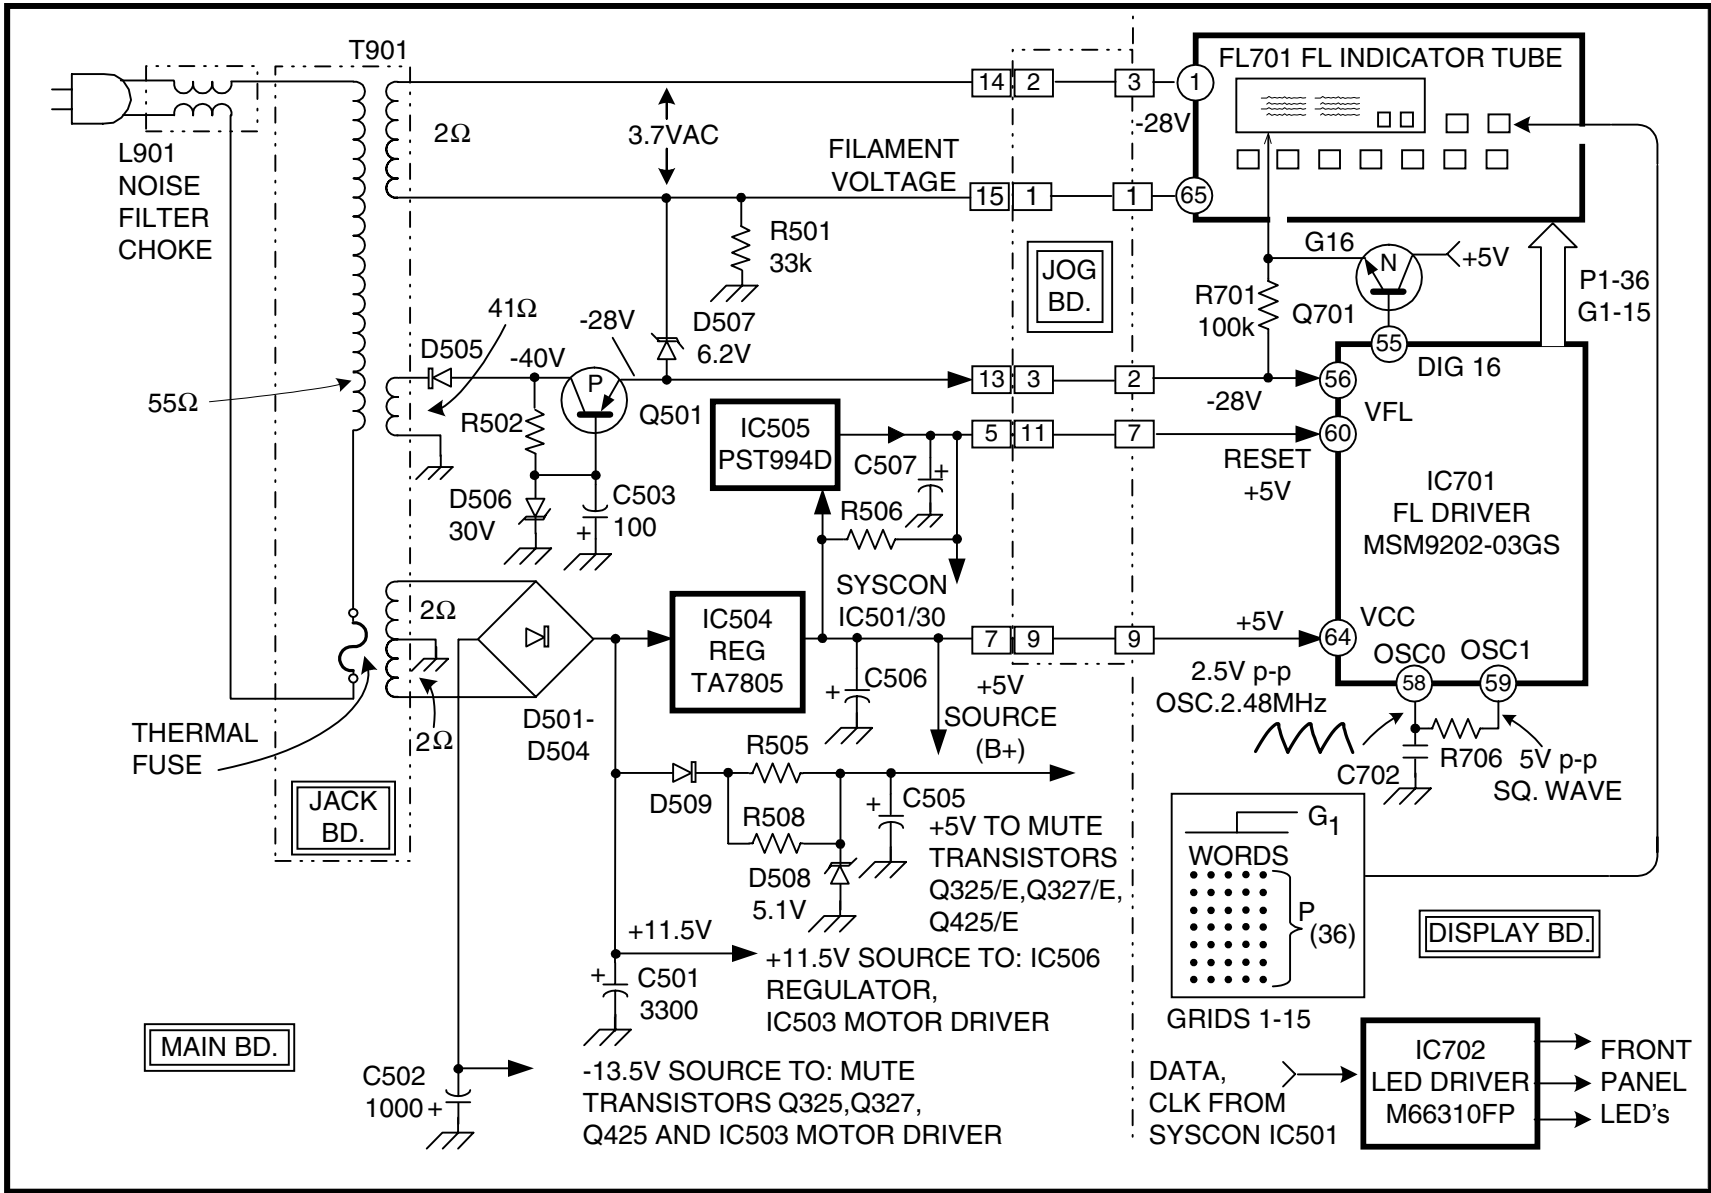 T901
L901
NOISE
FILTER
CHOKE
2Ω
3.7VAC
FILAMENT
VOLTAGE
14 2 3 1
-28V
15 1 1 65
FL701 FL INDICATOR TUBE
R501
33k
JOG
BD.
G16
N
+5V
R701
100k
Q701
P1-36
G1-15
55
DIG 16
41Ω
-28V
D507
6.2V
D505
-40V
P
Q501
55Ω
R502
13 3 2 56
-28V
VFL
IC505
PST994D
5 11 7 60
RESET
+5V
C507
+
D506
30V
C503
100
+
R506
IC701
FL DRIVER
MSM9202-03GS
SYSCON
IC501/30
2Ω
2Ω
THERMAL
FUSE
IC504
REG
TA7805
7 9 9 64
+5V
VCC
+5V
SOURCE
(B+)
C506
+
D501-
D504
2.5V p-p
OSC.2.48MHz
OSC0
OSC1
58
59
C702
R706
5V p-p
SQ. WAVE
JACK
BD.
D509
R505
R508
C505
+
D508
5.1V
+5V TO MUTE
TRANSISTORS
Q325/E,Q327/E,
Q425/E
G1
WORDS
P
(36)
GRIDS 1-15
DISPLAY BD.
+11.5V
+11.5V SOURCE TO: IC506
REGULATOR,
IC503 MOTOR DRIVER
+
C501
3300
MAIN BD.
C502
1000 +
-13.5V SOURCE TO: MUTE
TRANSISTORS Q325,Q327,
Q425 AND IC503 MOTOR DRIVER
DATA,
CLK FROM
SYSCON IC501
IC702
LED DRIVER
M66310FP
FRONT
PANEL
LED's